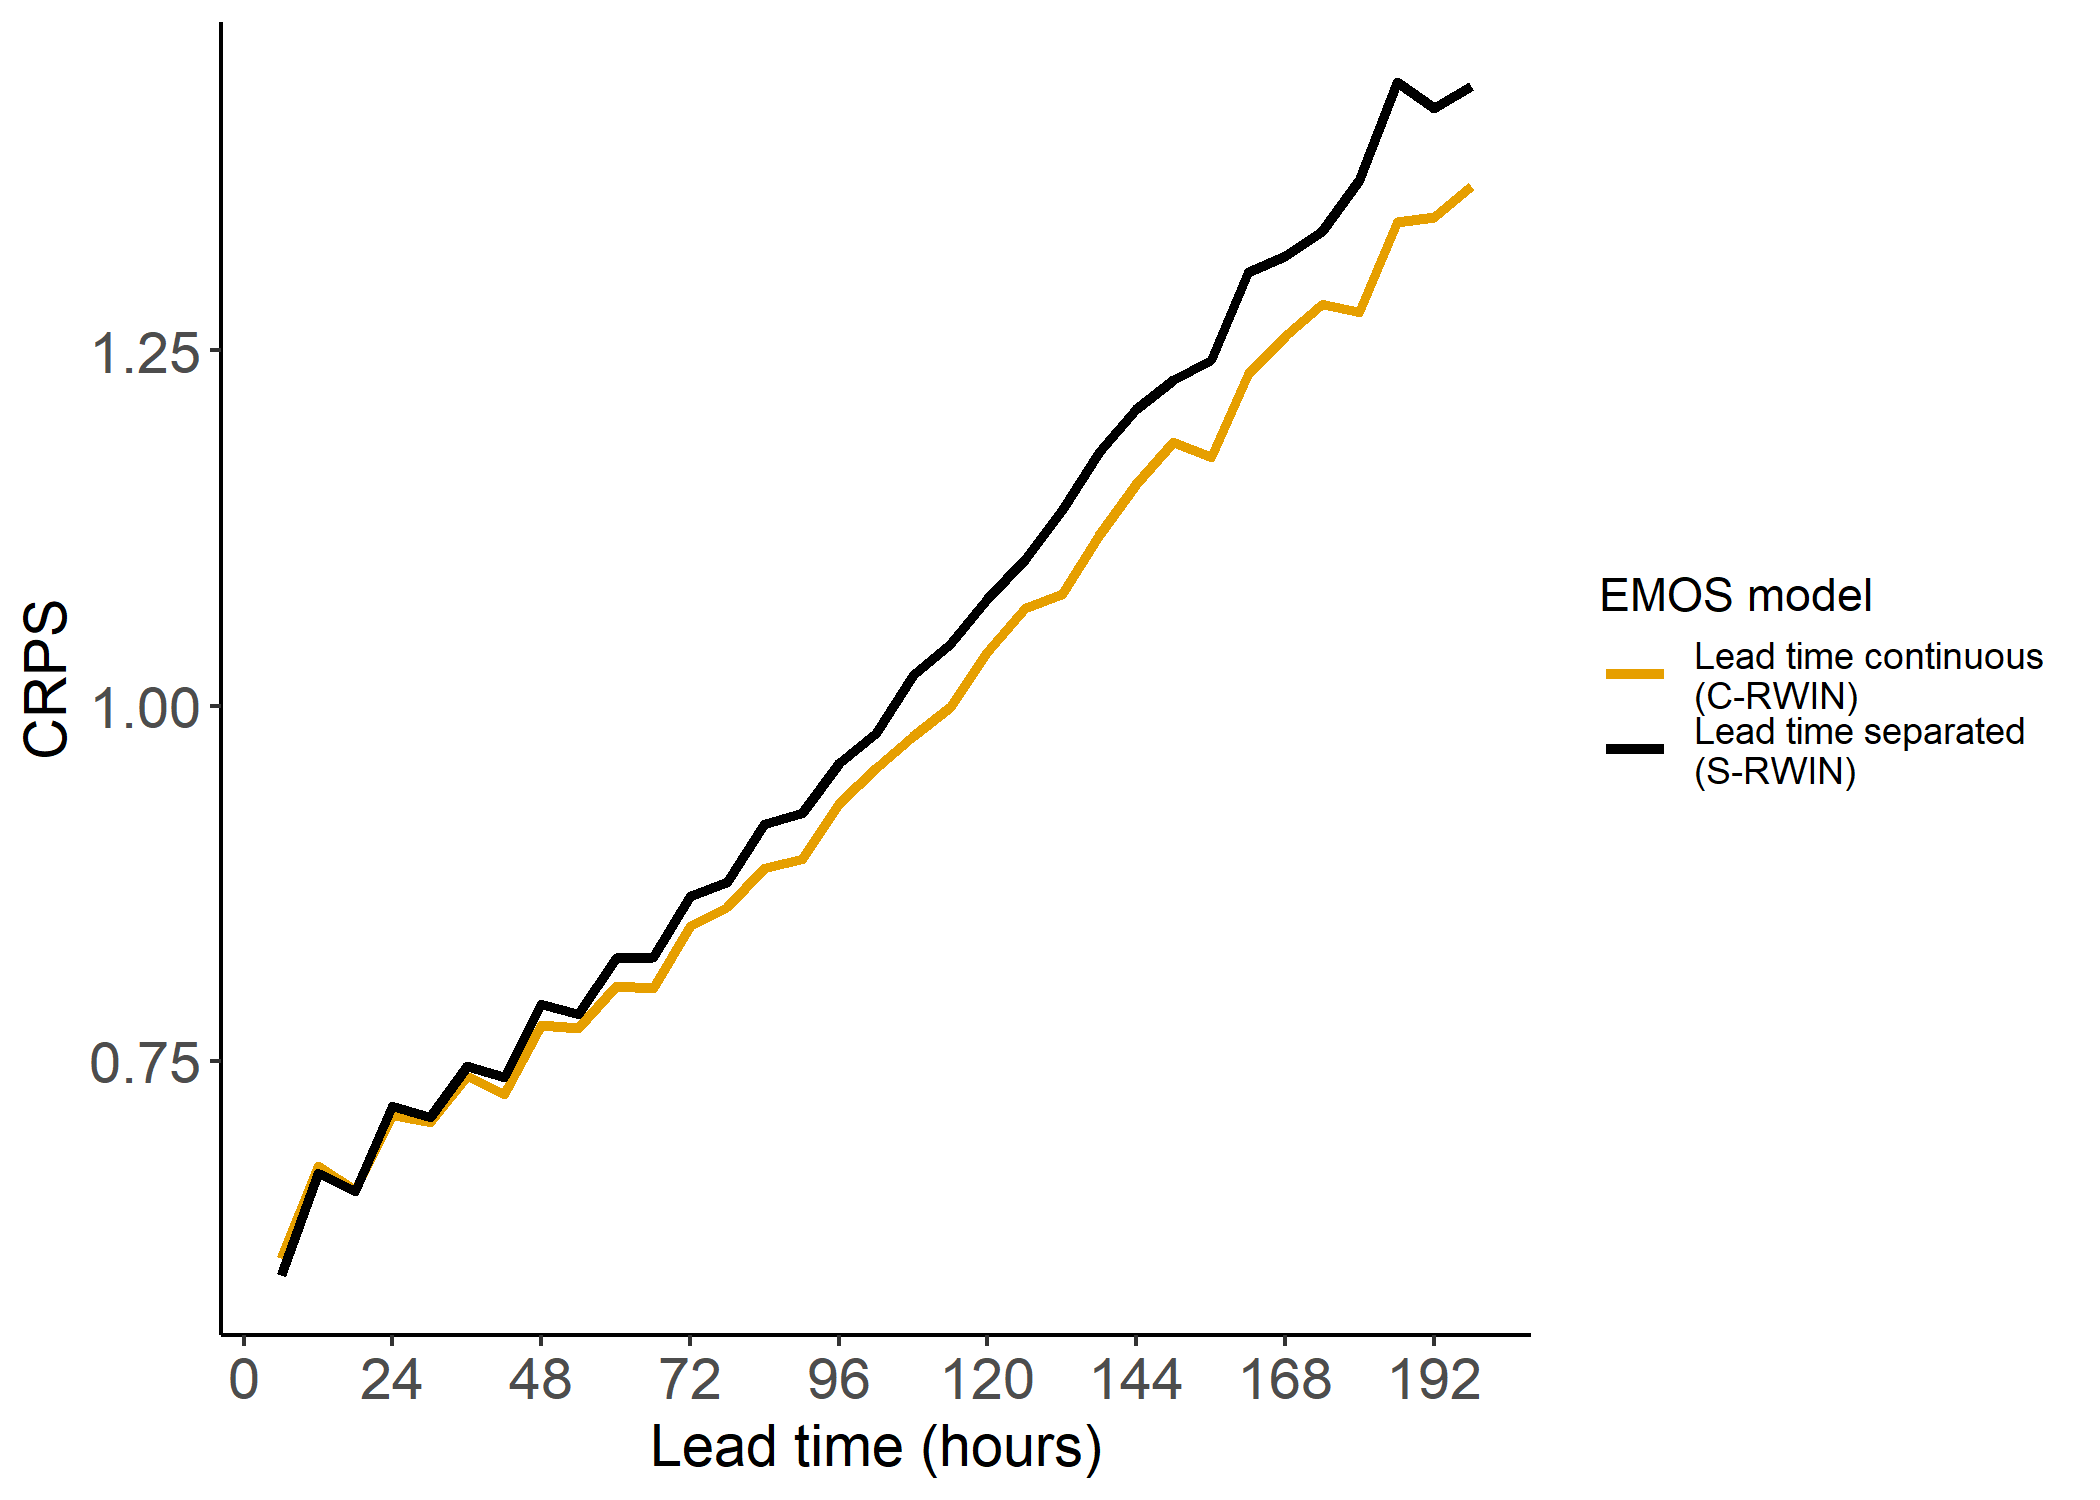 1.25
1.00
0.75
CRPS
0 24 48 72 96 120 144 168 192
Lead time (hours)
EMOS model
Lead time continuous
(C-RWIN)
Lead time separated
(S-RWIN)